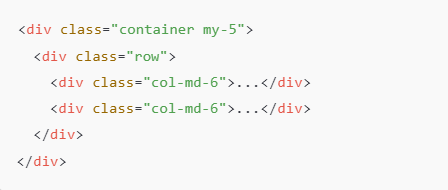 <div class="container my-5">
  <div class="row">
    <div class="col-md-6">...</div>
    <div class="col-md-6">...</div>
  </div>
</div>